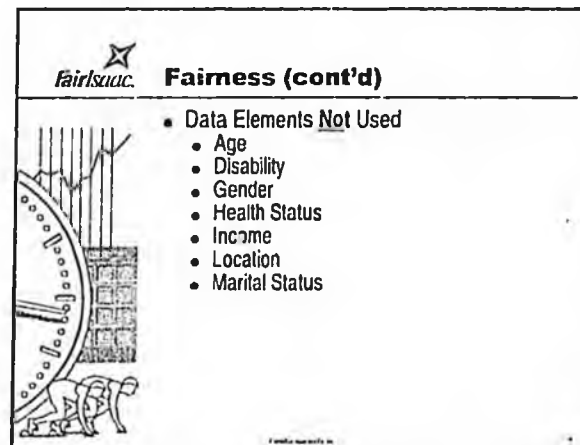 FairIsaac.
Fairness (cont'd)
• Data Elements Not Used
• Age
• Disability
• Gender
• Health Status
• Income
• Location
• Marital Status